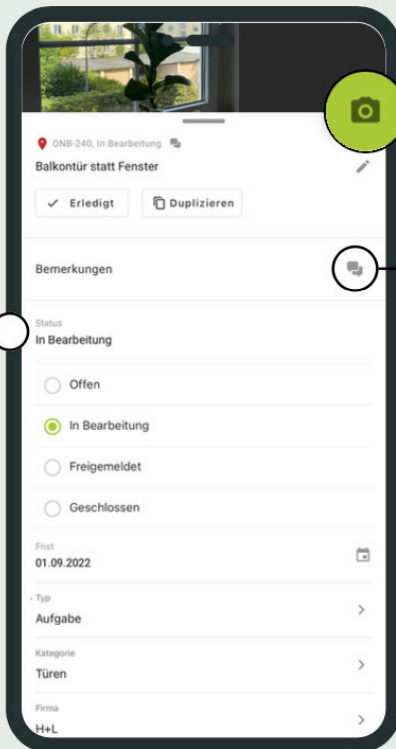 ONB-240, In Bearbeitung
Balkontür statt Fenster
Erledigt
Duplizieren
Bemerkungen
Status
In Bearbeitung
Offen
In Bearbeitung
Freigemeldet
Geschlossen
Frist
01.09.2022
Typ
Aufgabe
Kategorie
Türen
Firma
H+L